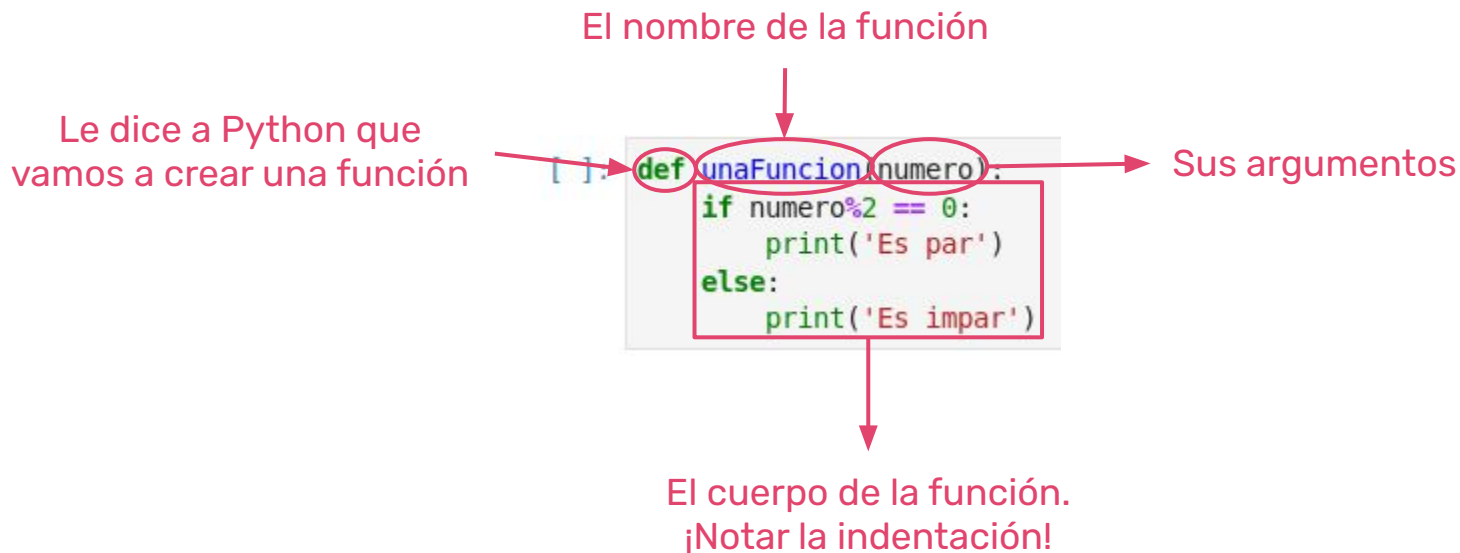 El nombre de la función
Le dice a Python que
vamos a crear una función
[ ]: def unaFuncion(numero):
if numero%2 == 0:
print('Es par')
else:
print('Es impar')
Sus argumentos
El cuerpo de la función.
¡Notar la indentación!